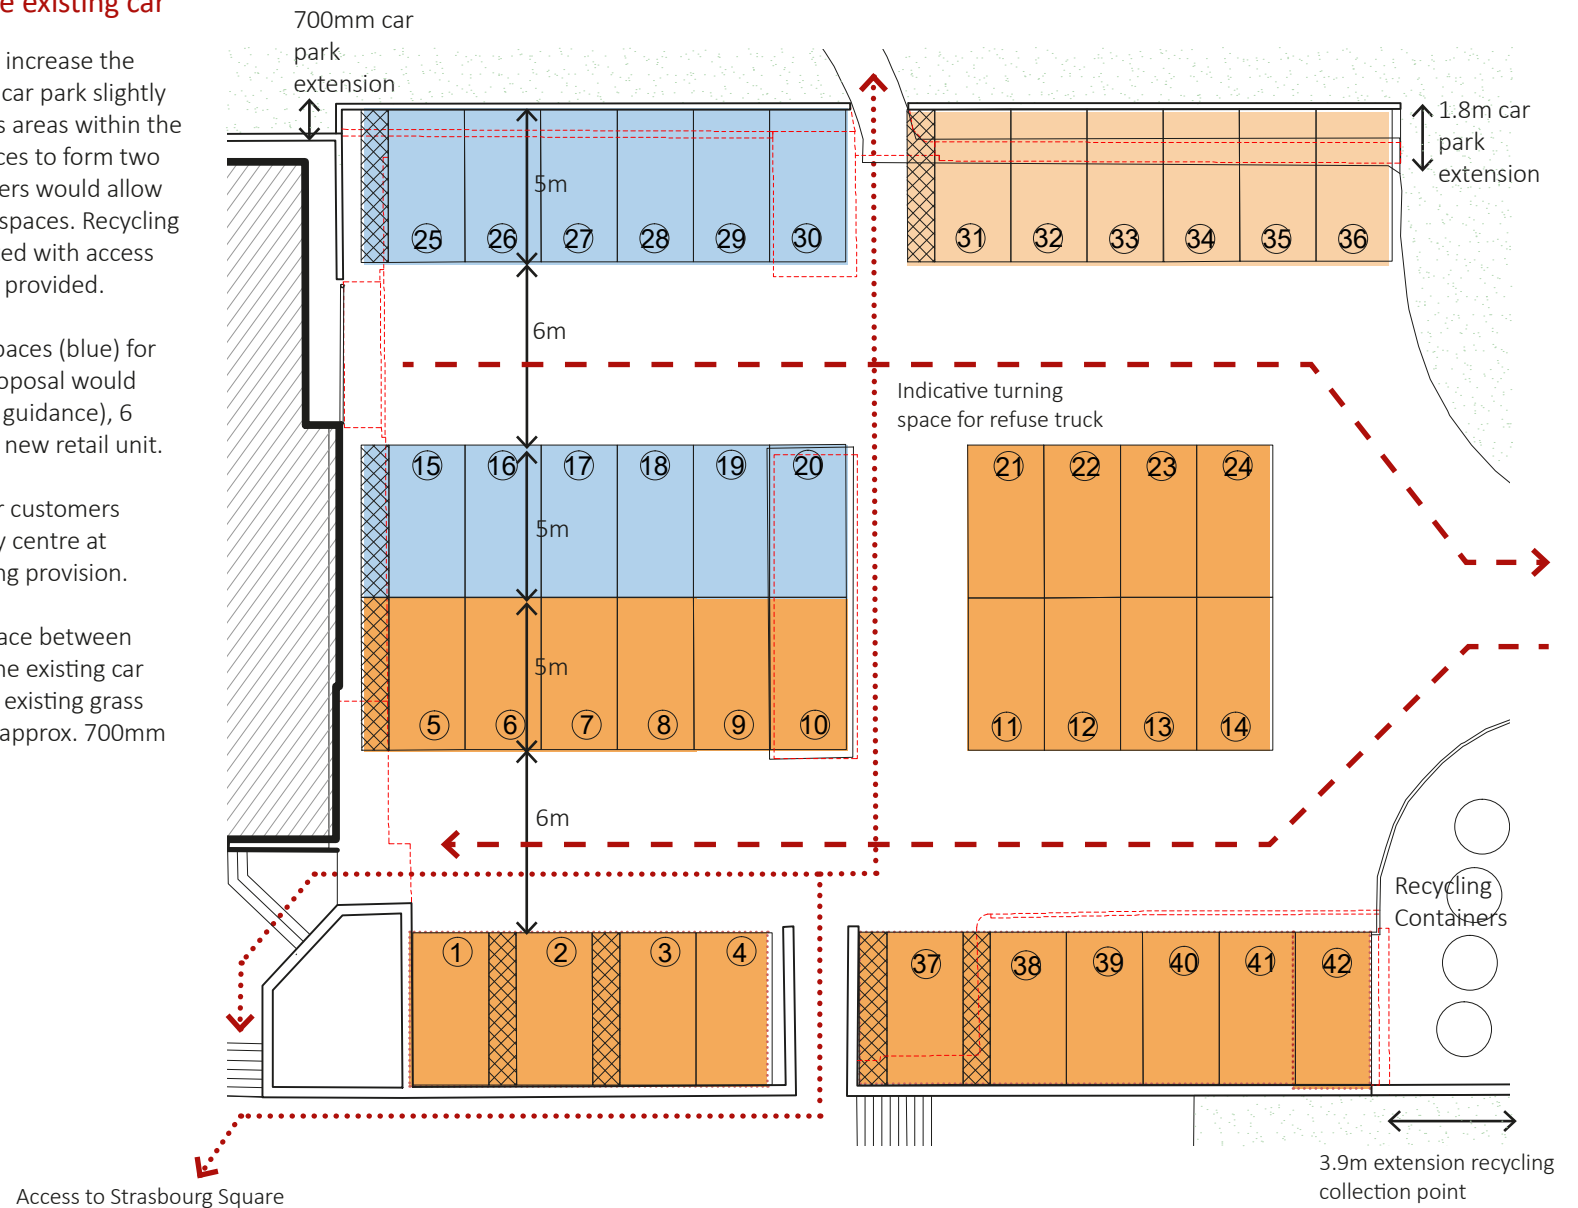 e existing car
increase the
car park slightly
s areas within the
ces to form two
ers would allow
spaces. Recycling
ed with access
provided.
paces (blue) for
oposal would
guidance), 6
new retail unit.
r customers
y centre at
ng provision.
ace between
he existing car
existing grass
approx. 700mm
700mm car
park
extension
1.8m car
park
extension
5m
25 26 27 28 29 30
31 32 33 34 35 36
6m
Indicative turning
space for refuse truck
15 16 17 18 19 20
21 22 23 24
5m
5m
5 6 7 8 9 10
11 12 13 14
6m
Recycling
Containers
1 2 3 4
37 38 39 40 41 42
3.9m extension recycling
collection point
Access to Strasbourg Square